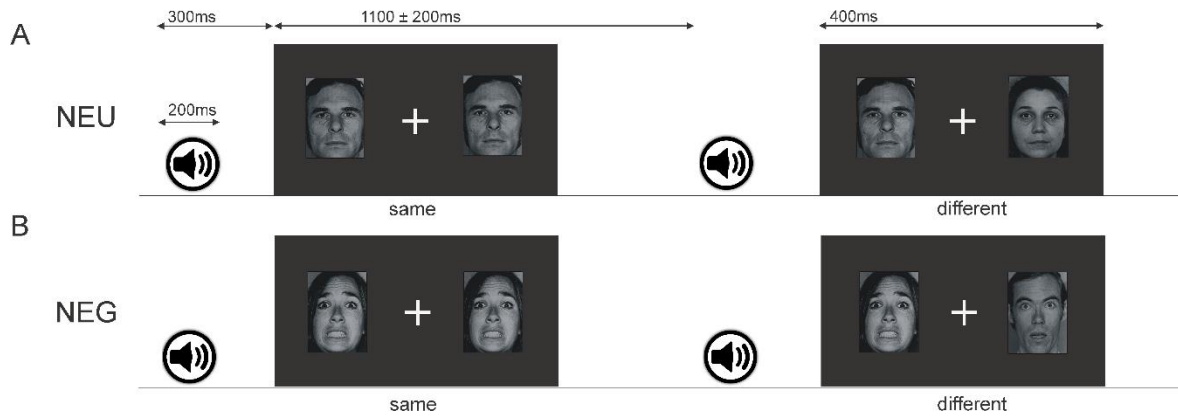 300ms 1100 ± 200ms 400ms
A
200ms
NEU
same different
B
NEG
same different